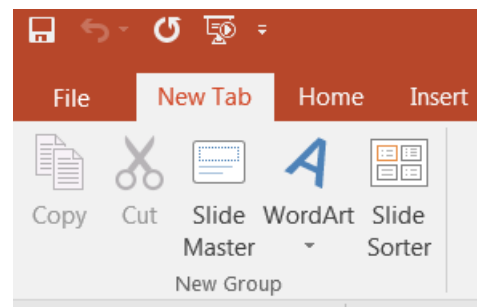 File New Tab Home Insert
Copy Cut Slide Master WordArt Slide Sorter
New Group